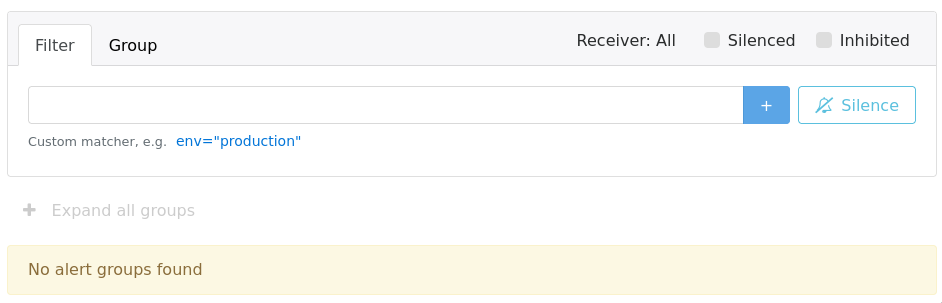 Filter Group Receiver: All Silenced Inhibited
+ Silence
Custom matcher, e.g. env="production"
+ Expand all groups
No alert groups found